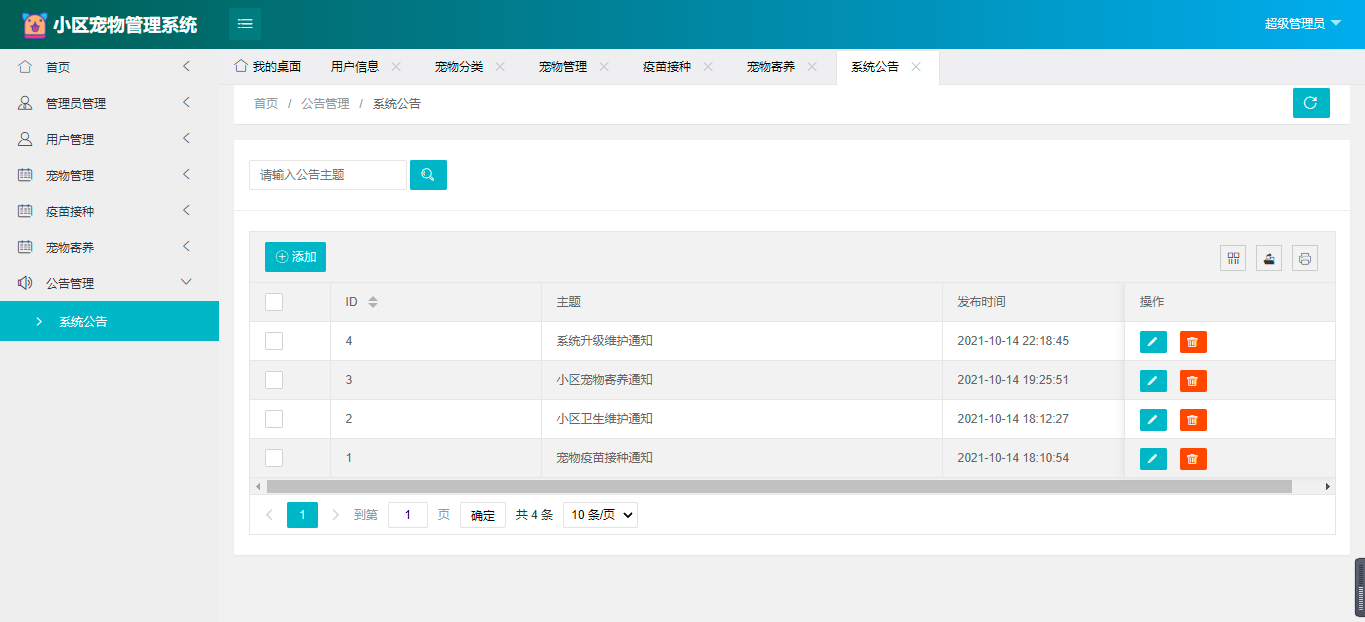 小区宠物管理系统
超级管理员
首页
管理员管理
用户管理
宠物管理
疫苗接种
宠物寄养
公告管理
系统公告
我的桌面 用户信息 宠物分类 宠物管理 疫苗接种 宠物寄养 系统公告
首页 / 公告管理 / 系统公告
请输入公告主题
添加
ID 主题 发布时间 操作
4 系统升级维护通知 2021-10-14 22:18:45
3 小区宠物寄养通知 2021-10-14 19:25:51
2 小区卫生维护通知 2021-10-14 18:12:27
1 宠物疫苗接种通知 2021-10-14 18:10:54
1 到第 1 页 确定 共 4 条 10 条/页